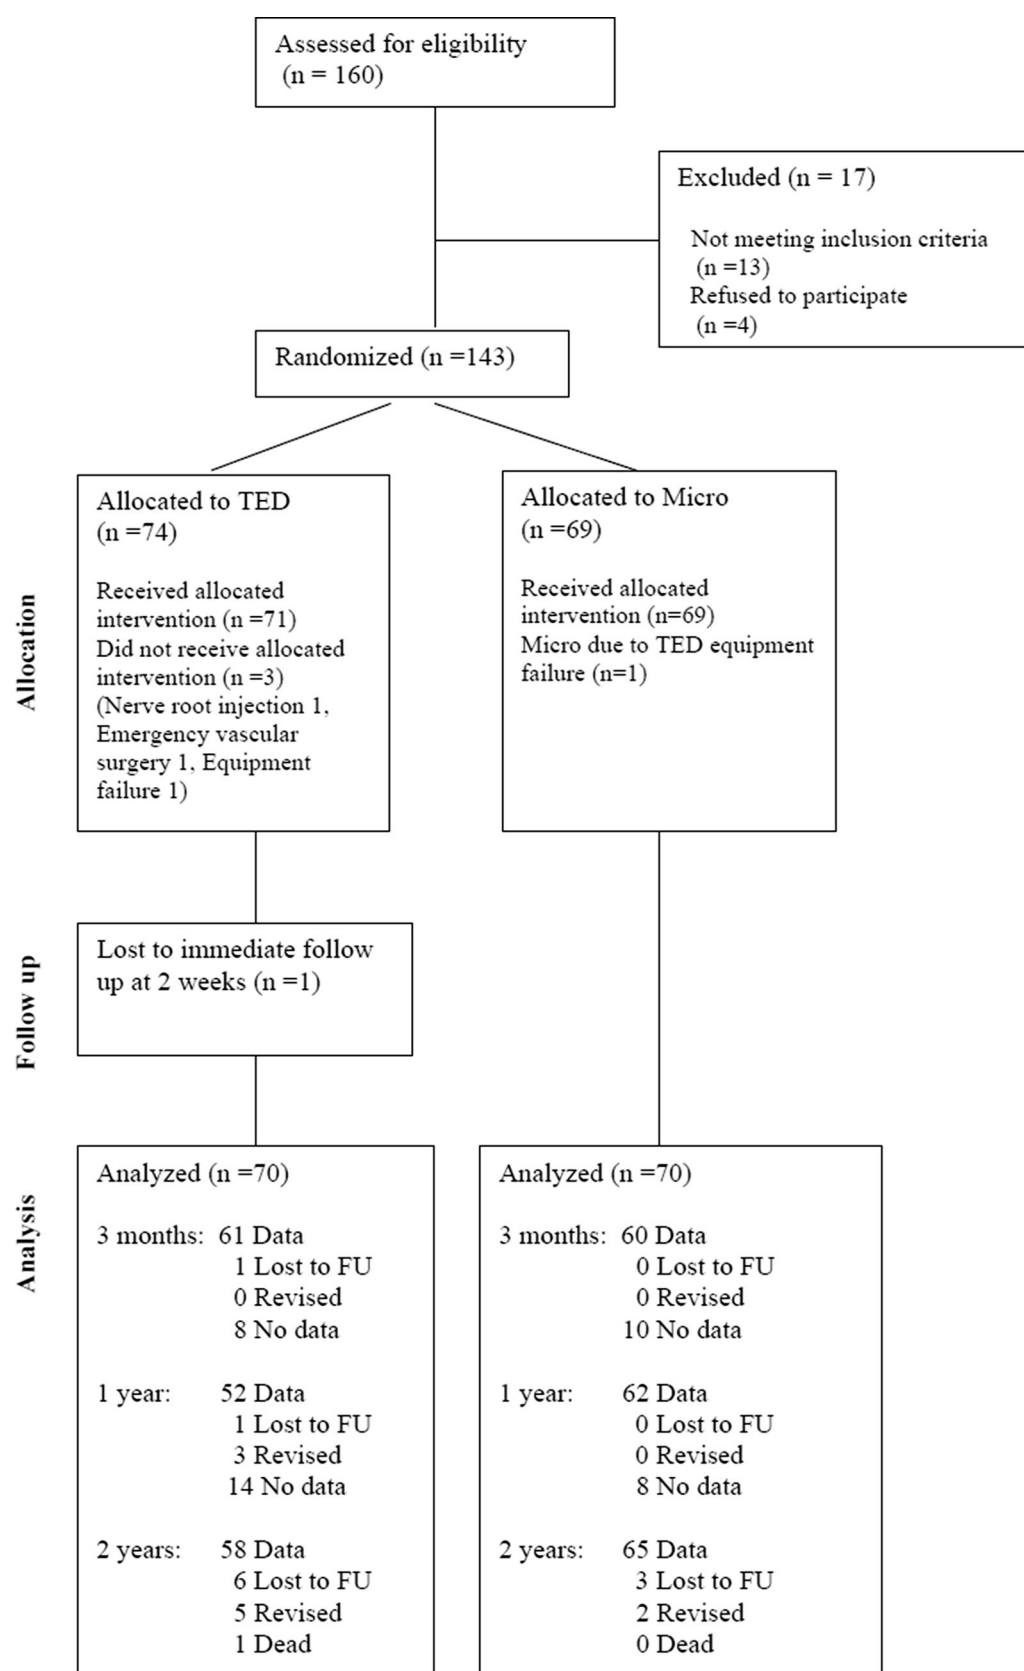 Assessed for eligibility
(n = 160)
Excluded (n = 17)
Not meeting inclusion criteria
(n =13)
Refused to participate
(n =4)
Randomized (n =143)
Allocation
Allocated to TED
(n =74)
Received allocated
intervention (n =71)
Did not receive allocated
intervention (n =3)
(Nerve root injection 1,
Emergency vascular
surgery 1, Equipment
failure 1)
Allocated to Micro
(n =69)
Received allocated
intervention (n=69)
Micro due to TED equipment
failure (n=1)
Follow up
Lost to immediate follow
up at 2 weeks (n =1)
Analysis
Analyzed (n =70)
3 months: 61 Data
1 Lost to FU
0 Revised
8 No data
1 year: 52 Data
1 Lost to FU
3 Revised
14 No data
2 years: 58 Data
6 Lost to FU
5 Revised
1 Dead
Analyzed (n =70)
3 months: 60 Data
0 Lost to FU
0 Revised
10 No data
1 year: 62 Data
0 Lost to FU
0 Revised
8 No data
2 years: 65 Data
3 Lost to FU
2 Revised
0 Dead